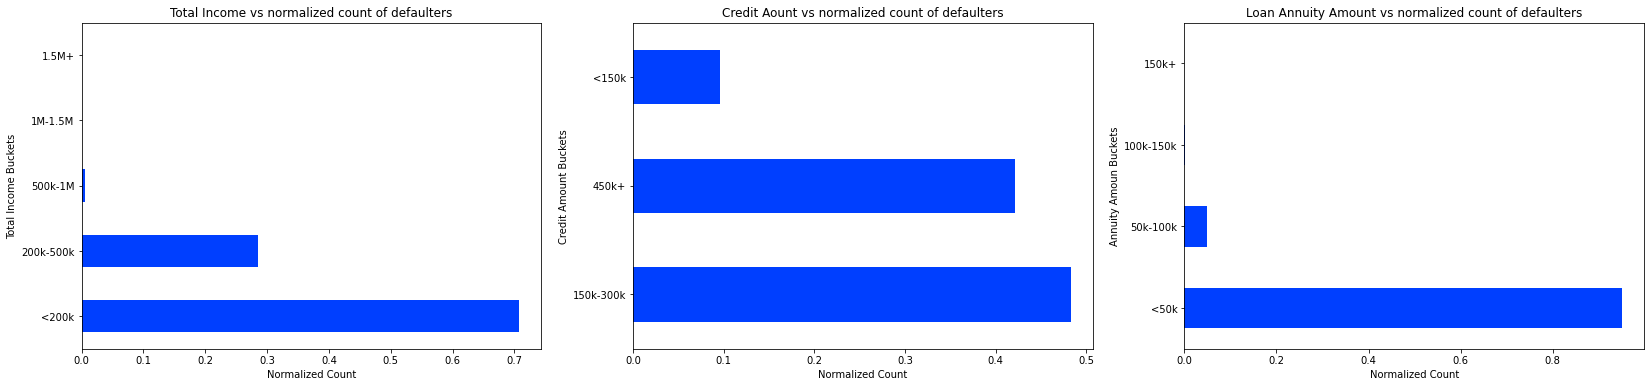 Total Income vs normalized count of defaulters
Total Income Buckets
1.5M+
1M-1.5M
500k-1M
200k-500k
<200k
0.0 0.1 0.2 0.3 0.4 0.5 0.6 0.7
Normalized Count
Credit Aount vs normalized count of defaulters
Credit Amount Buckets
<150k
450k+
150k-300k
0.0 0.1 0.2 0.3 0.4 0.5
Normalized Count
Loan Annuity Amount vs normalized count of defaulters
Annuity Amoun Buckets
150k+
100k-150k
50k-100k
<50k
0.0 0.2 0.4 0.6 0.8
Normalized Count